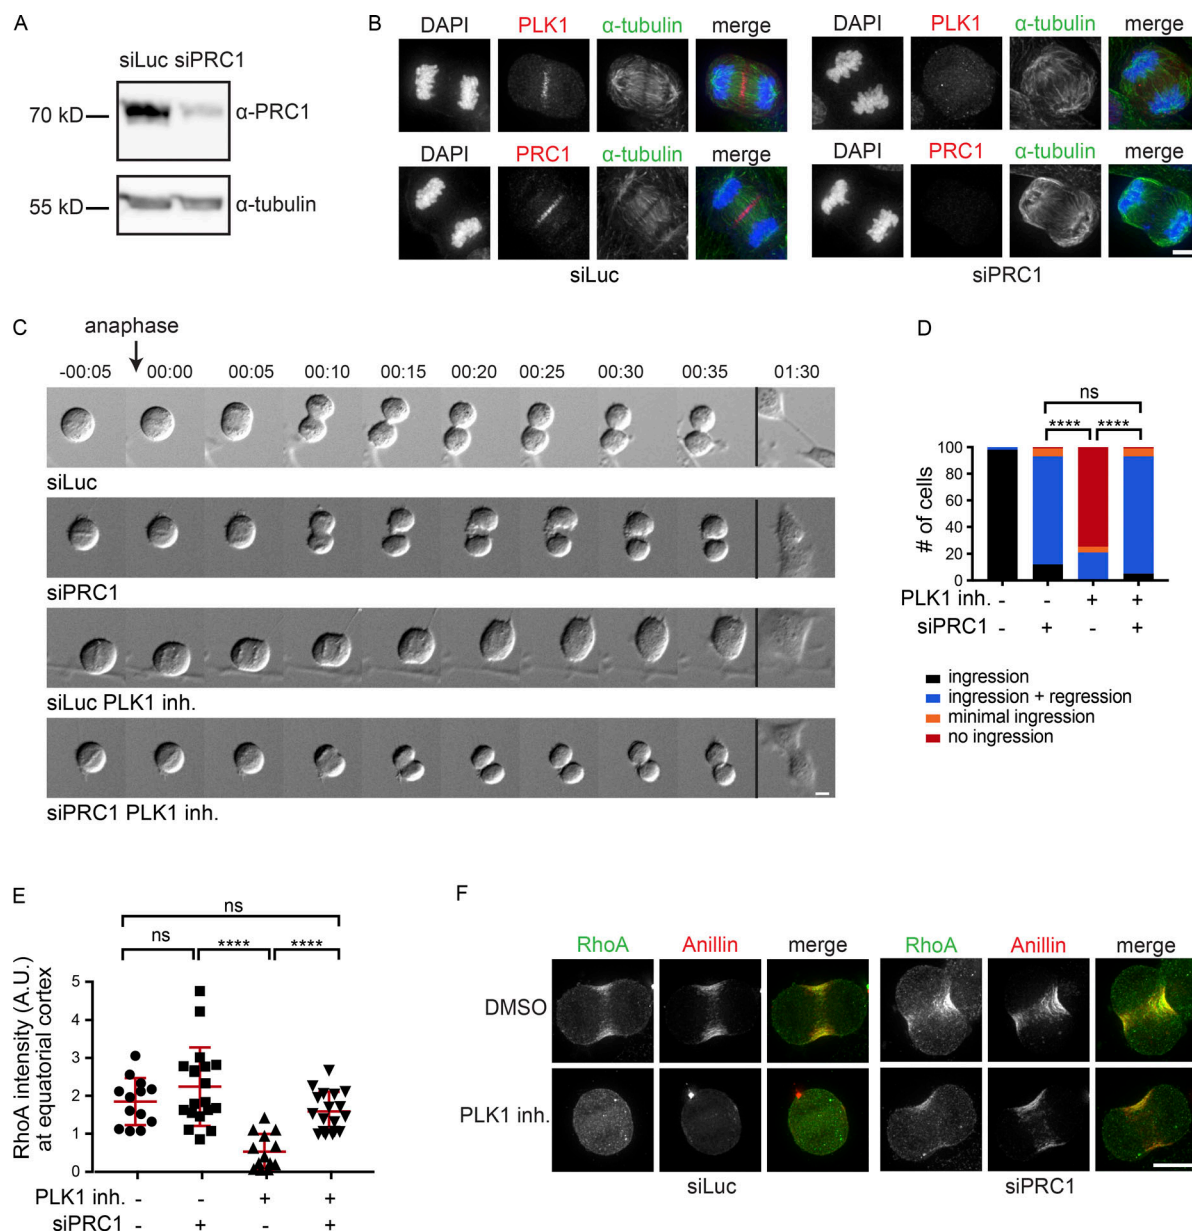 A
siLuc siPRC1
70 kD
α-PRC1
55 kD
α-tubulin
B
DAPI PLK1 α-tubulin merge DAPI PLK1 α-tubulin merge
DAPI PRC1 α-tubulin merge DAPI PRC1 α-tubulin merge
siLuc siPRC1
C
anaphase
-00:05 00:00 00:05 00:10 00:15 00:20 00:25 00:30 00:35 01:30
siLuc
siPRC1
siLuc PLK1 inh.
siPRC1 PLK1 inh.
D
ns
**** ****
100
80
60
40
20
0
# of cells
PLK1 inh. - - + +
siPRC1 - + - +
ingression
ingression + regression
minimal ingression
no ingression
E
ns
ns **** ****
5
4
3
2
1
0
RhoA intensity (A.U.)
at equatorial cortex
PLK1 inh. - - + +
siPRC1 - + - +
F
RhoA Anillin merge RhoA Anillin merge
DMSO
PLK1 inh.
siLuc siPRC1